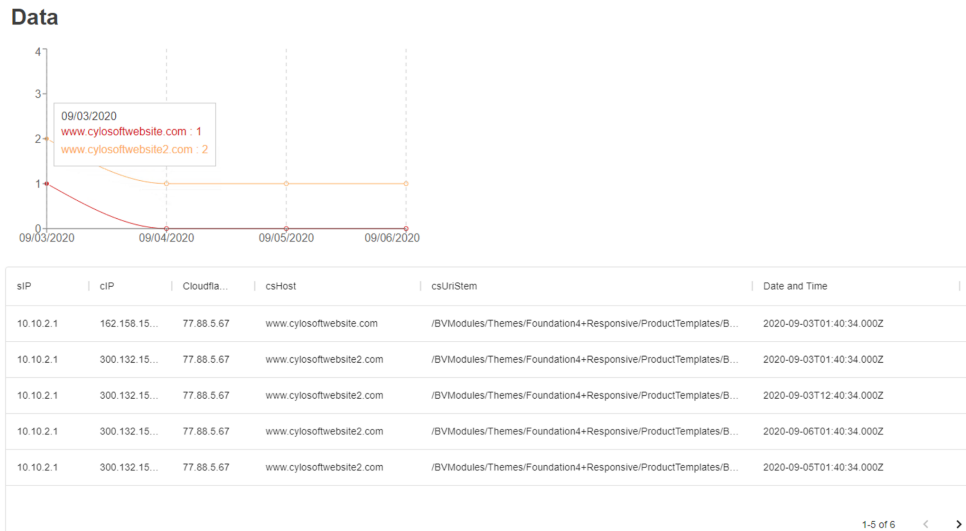 Data
4
3
09/03/2020
www.cylosoftwebsite.com : 1
2
www.cylosoftwebsite2.com : 2
1
0
09/03/2020 09/04/2020 09/05/2020 09/06/2020
sIP cIP Cloudfla... csHost csUriStem Date and Time
10.10.2.1 162.158.15... 77.88.5.67 www.cylosoftwebsite.com /BVModules/Themes/Foundation4+Responsive/ProductTemplates/B... 2020-09-03T01:40:34.000Z
10.10.2.1 300.132.15... 77.88.5.67 www.cylosoftwebsite2.com /BVModules/Themes/Foundation4+Responsive/ProductTemplates/B... 2020-09-03T01:40:34.000Z
10.10.2.1 300.132.15... 77.88.5.67 www.cylosoftwebsite2.com /BVModules/Themes/Foundation4+Responsive/ProductTemplates/B... 2020-09-03T12:40:34.000Z
10.10.2.1 300.132.15... 77.88.5.67 www.cylosoftwebsite2.com /BVModules/Themes/Foundation4+Responsive/ProductTemplates/B... 2020-09-06T01:40:34.000Z
10.10.2.1 300.132.15... 77.88.5.67 www.cylosoftwebsite2.com /BVModules/Themes/Foundation4+Responsive/ProductTemplates/B... 2020-09-05T01:40:34.000Z
1-5 of 6